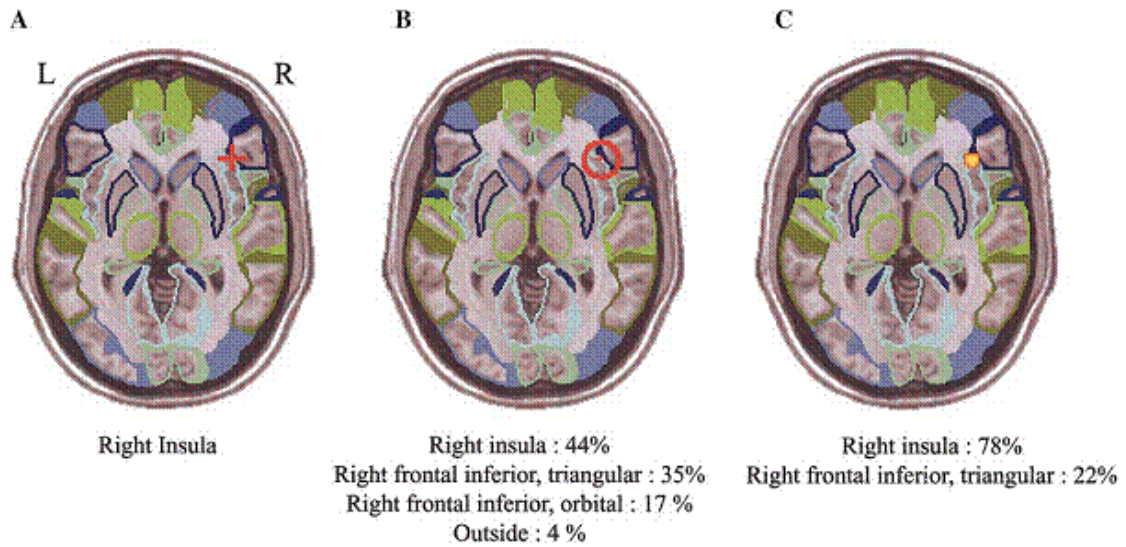 A
B
C
L
R
Right Insula
Right insula : 44%
Right frontal inferior, triangular : 35%
Right frontal inferior, orbital : 17 %
Outside : 4 %
Right insula : 78%
Right frontal inferior, triangular : 22%